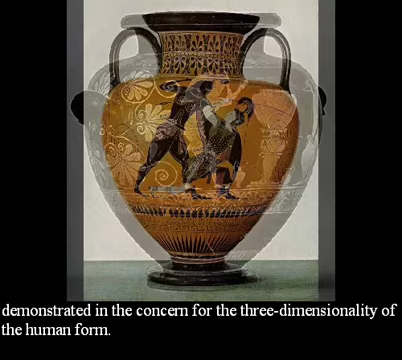 demonstrated in the concern for the three-dimensionality of
the human form.